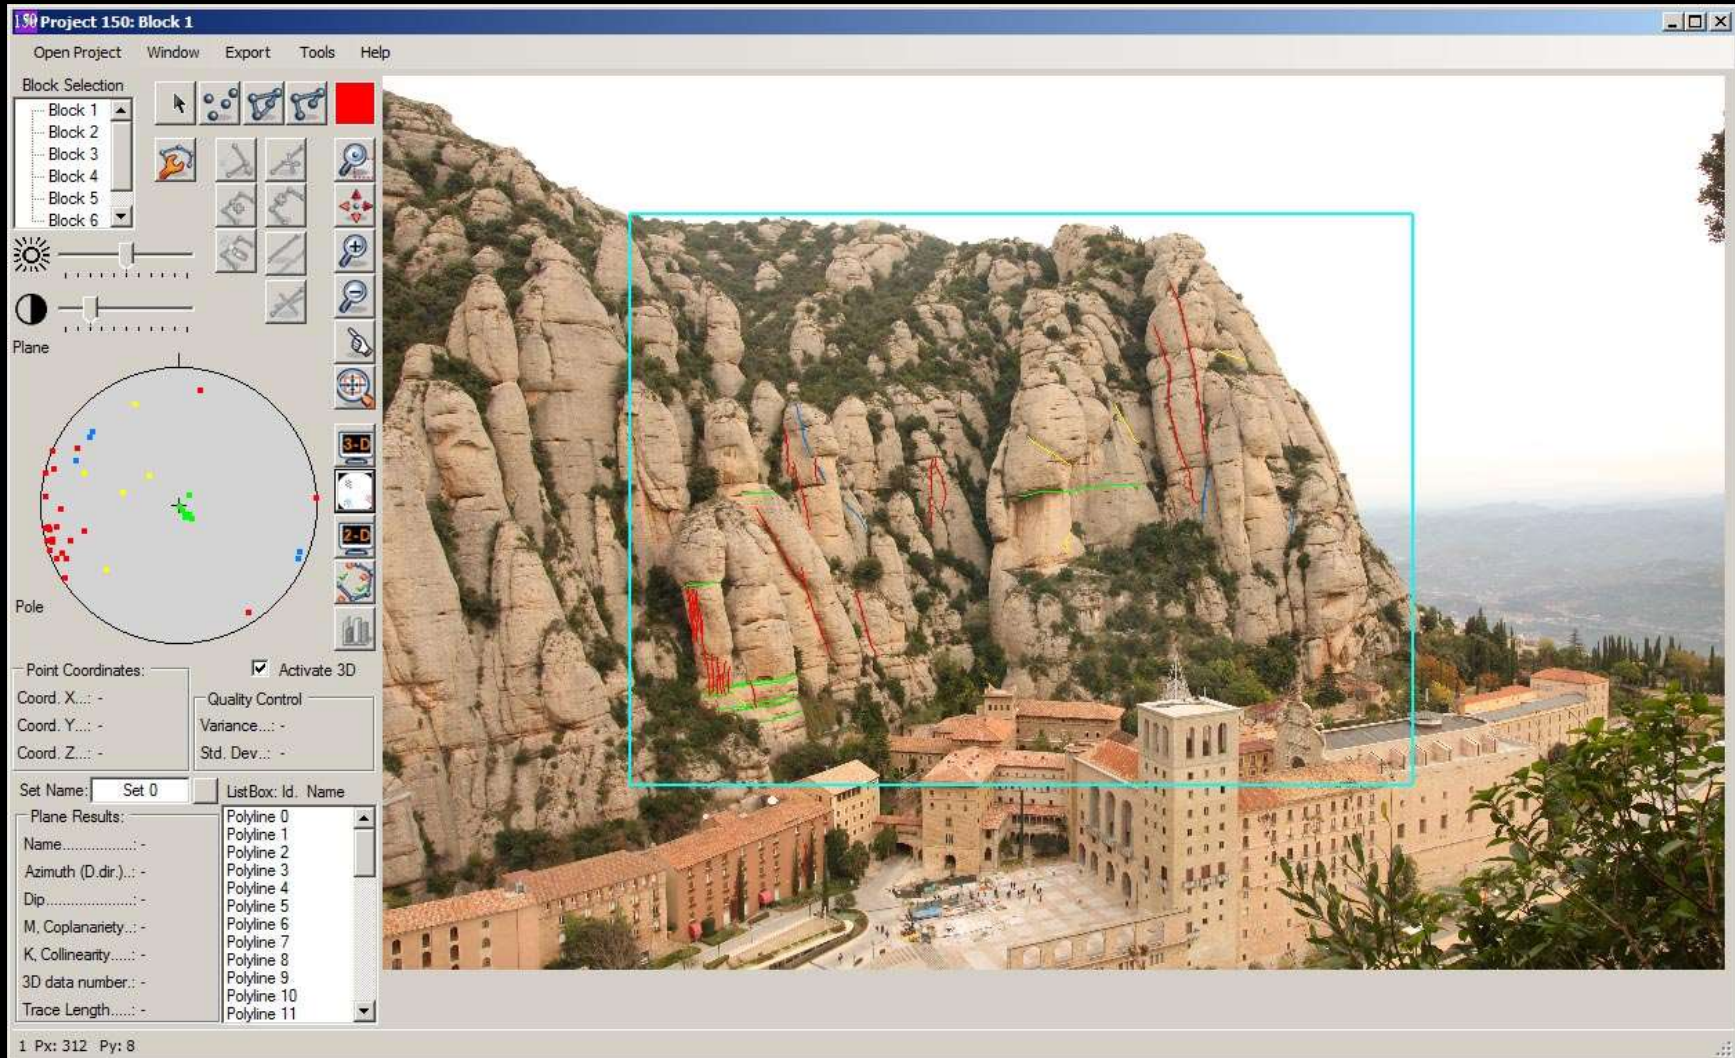 150 Project 150: Block 1
Open Project Window Export Tools Help
Block Selection
Block 1
Block 2
Block 3
Block 4
Block 5
Block 6
Plane
Pole
3-D
2-D
Point Coordinates:
Coord. X...: -
Coord. Y...: -
Coord. Z...: -
Activate 3D
Quality Control
Variance...: -
Std. Dev..: -
Set Name: Set 0
ListBox: Id. Name
Plane Results:
Name.................: -
Azimuth (D.dir.)..: -
Dip......................: -
M, Coplanariety..: -
K, Collinearity.....: -
3D data number.: -
Trace Length.....: -
Polyline 0
Polyline 1
Polyline 2
Polyline 3
Polyline 4
Polyline 5
Polyline 6
Polyline 7
Polyline 8
Polyline 9
Polyline 10
Polyline 11
1 Px: 312 Py: 8